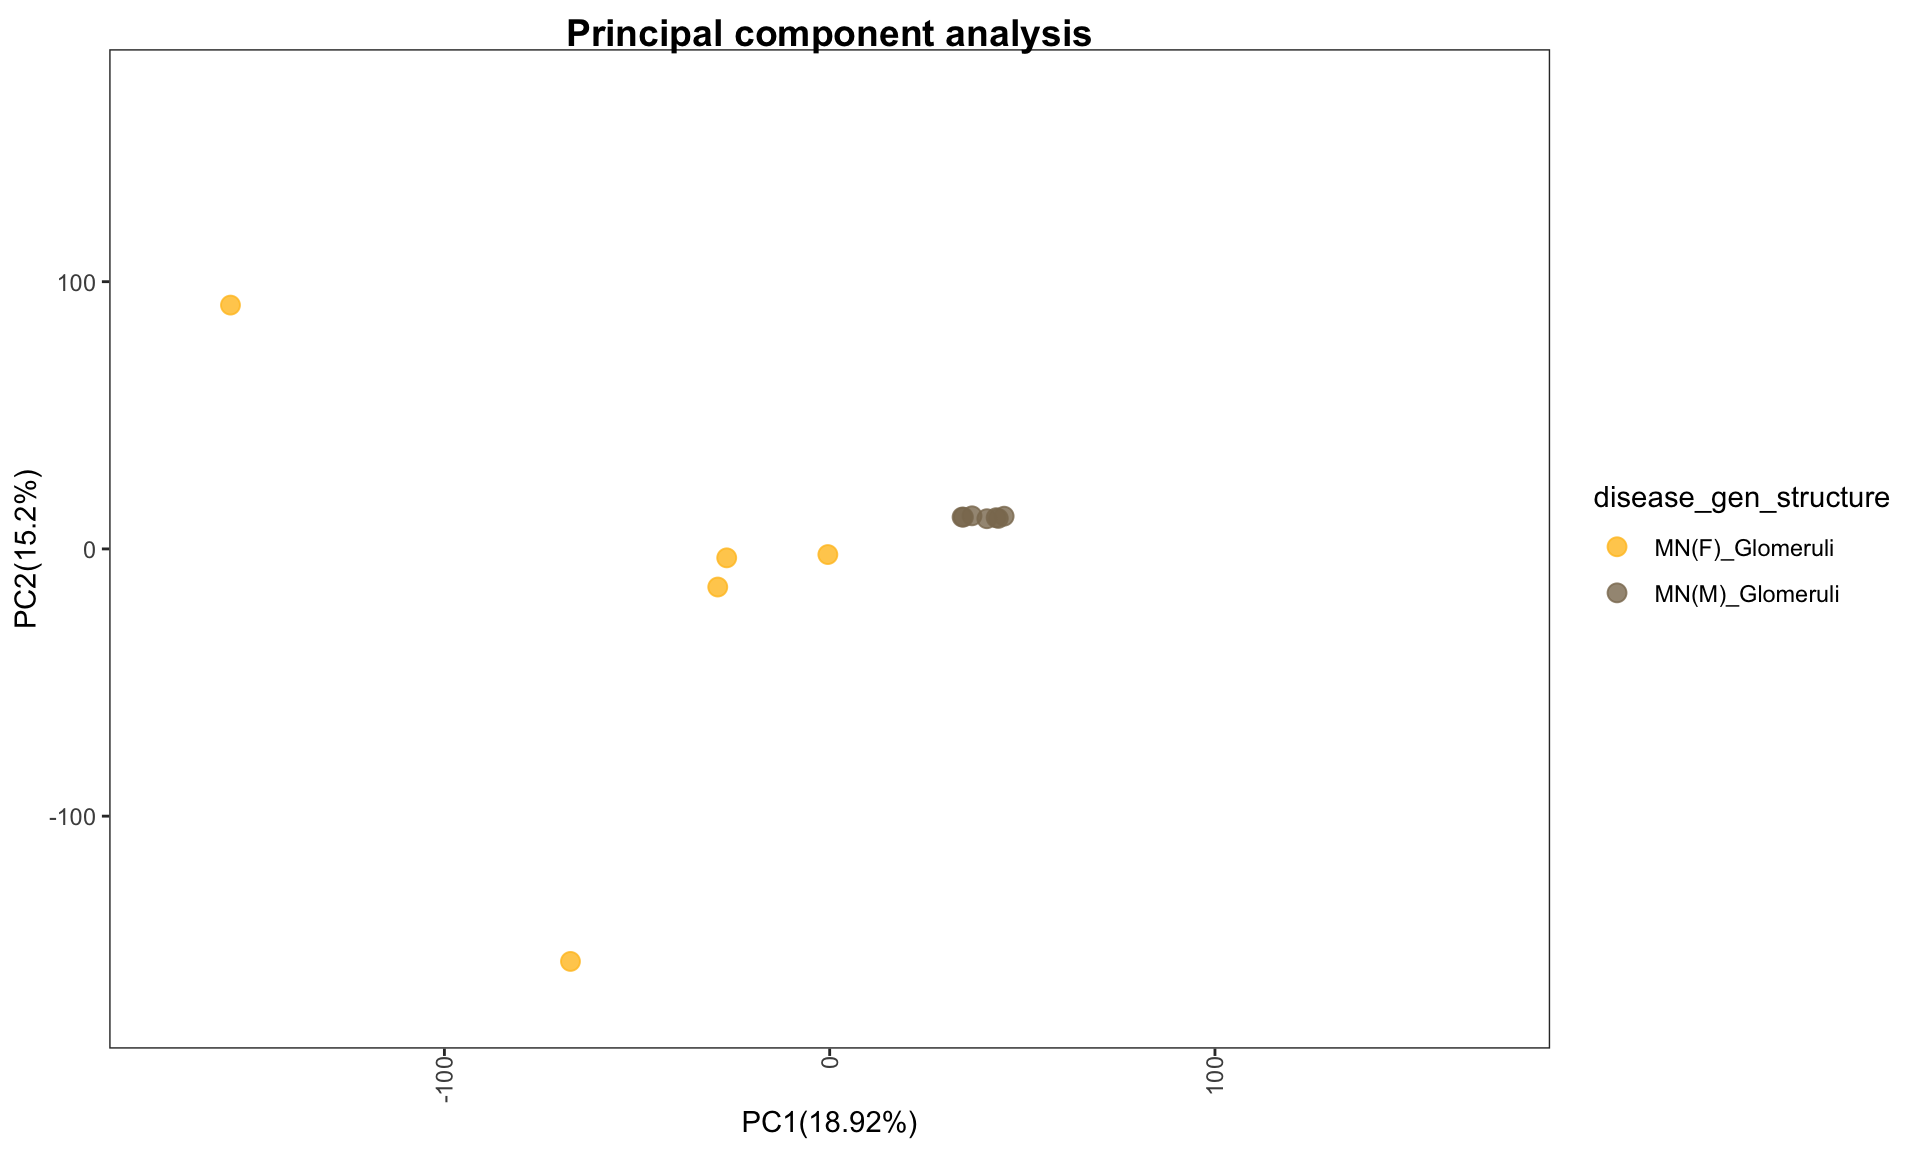 Principal component analysis
100
0
-100
PC2(15.2%)
-100
0
100
PC1(18.92%)
disease_gen_structure
MN(F)_Glomeruli
MN(M)_Glomeruli